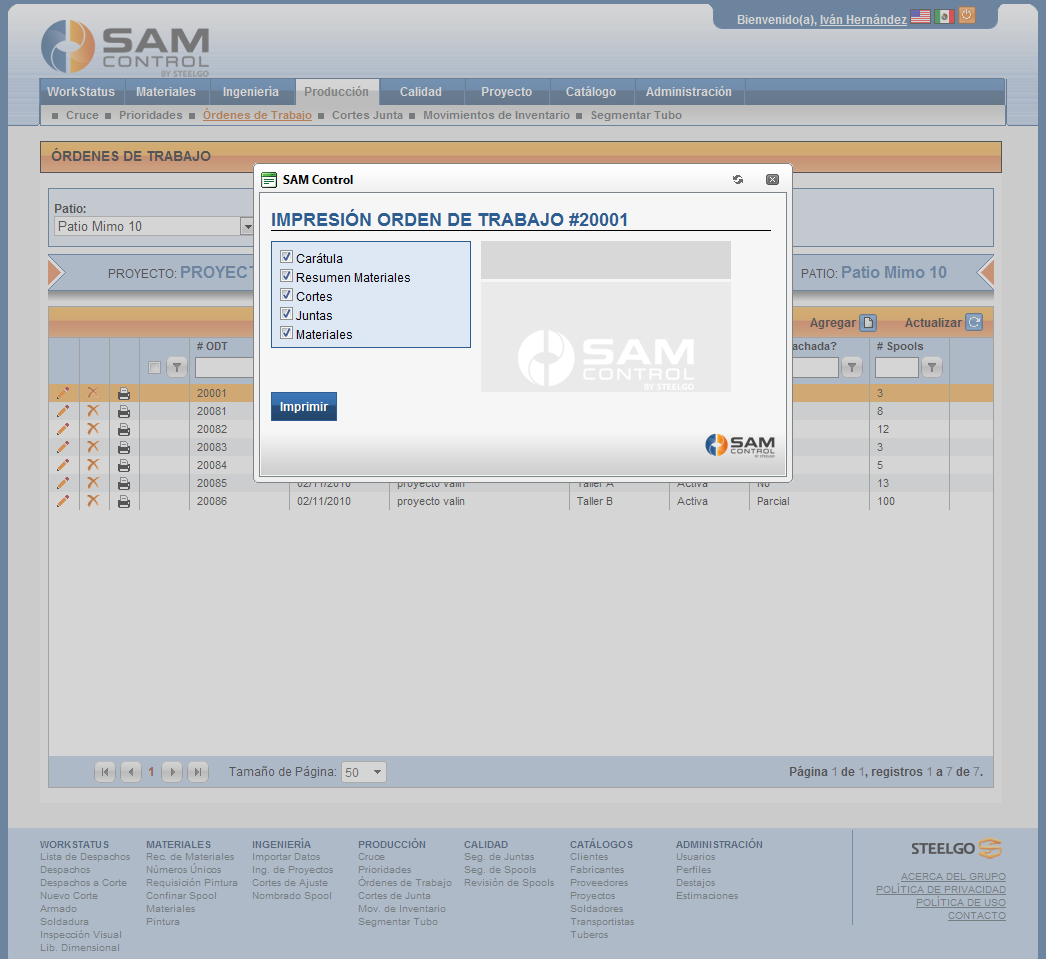 Bienvenido(a), Iván Hernández
SAM
CONTROL
BY STEELGO
WorkStatus Materiales Ingeniería Producción Calidad Proyecto Catálogo Administración
Cruce Prioridades Órdenes de Trabajo Cortes Junta Movimientos de Inventario Segmentar Tubo
ÓRDENES DE TRABAJO
SAM Control
Patio:
Patio Mimo 10
IMPRESIÓN ORDEN DE TRABAJO #20001
Carátula
Resumen Materiales
Cortes
Juntas
Materiales
SAM
CONTROL
BY STEELGO
Imprimir
SAM
CONTROL
PROYECTO: PROYECT
PATIO: Patio Mimo 10
Agregar Actualizar
# ODT achada? # Spools
20001 3
20081 8
20082 12
20083 3
20084 5
20085 02/11/2010 proyecto valin Taller A Activa No 13
20086 02/11/2010 proyecto valin Taller B Activa Parcial 100
1 Tamaño de Página: 50 Página 1 de 1, registros 1 a 7 de 7.
WORKSTATUS
Lista de Despachos
Despachos
Despachos a Corte
Nuevo Corte
Armado
Soldadura
Inspección Visual
Lib. Dimensional
MATERIALES
Rec. de Materiales
Números Únicos
Requisición Pintura
Confinar Spool
Materiales
Pintura
INGENIERÍA
Importar Datos
Ing. de Proyectos
Cortes de Ajuste
Nombrado Spool
PRODUCCIÓN
Cruce
Prioridades
Órdenes de Trabajo
Cortes de Junta
Mov. de Inventario
Segmentar Tubo
CALIDAD
Seg. de Juntas
Seg. de Spools
Revisión de Spools
CATÁLOGOS
Clientes
Fabricantes
Proveedores
Proyectos
Soldadores
Transportistas
Tuberos
ADMINISTRACIÓN
Usuarios
Perfiles
Destajos
Estimaciones
STEELGO
ACERCA DEL GRUPO
POLÍTICA DE PRIVACIDAD
POLÍTICA DE USO
CONTACTO